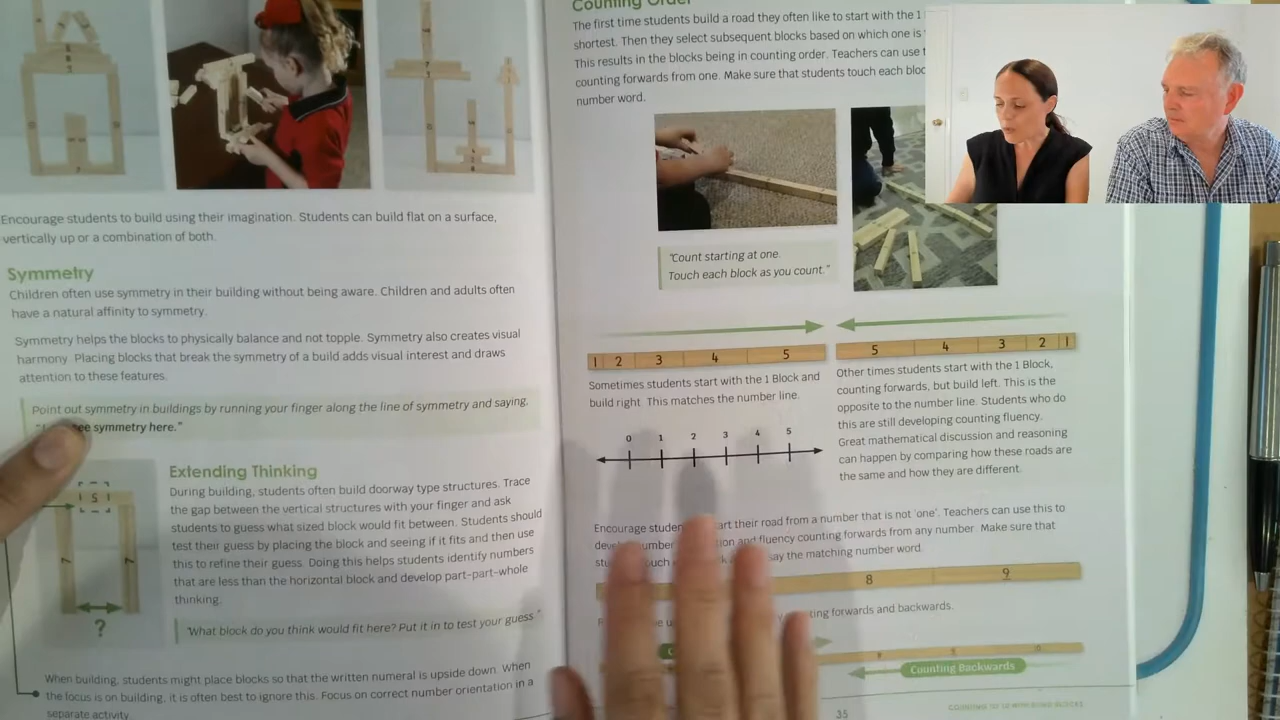 Encourage students to build using their imagination. Students can build flat on a surface,
vertically up or a combination of both.
Symmetry
Children often use symmetry in their building without being aware. Children and adults often
have a natural affinity to symmetry.
Symmetry helps the blocks to physically balance and not topple. Symmetry also creates visual
harmony. Placing blocks that break the symmetry of a build adds visual interest and draws
attention to these features.
Point out symmetry in buildings by running your finger along the line of symmetry and saying,
see symmetry here."
Extending Thinking
During building, students often build doorway type structures. Trace
the gap between the vertical structures with your finger and ask
students to guess what sized block would fit between. Students should
test their guess by placing the block and seeing if it fits and then use
this to refine their guess. Doing this helps students identify numbers
that are less than the horizontal block and develop part-part-whole
thinking.
"What block do you think would fit here? Put it in to test your guess."
5
7 7
?
When building, students might place blocks so that the written numeral is upside down. When
the focus is on building, it is often best to ignore this. Focus on correct number orientation in a
separate activity.
Counting Order
The first time students build a road they often like to start with the 1
shortest. Then they select subsequent blocks based on which one is
This results in the blocks being in counting order. Teachers can use
counting forwards from one. Make sure that students touch each
number word.
"Count starting at one.
Touch each block as you count."
1 2 3 4 5
Sometimes students start with the 1 Block and
build right. This matches the number line.
0 1 2 3 4 5
5 4 3 2 1
Other times students start with the 1 Block,
counting forwards, but build left. This is the
opposite to the number line. Students who do
this are still developing counting fluency.
Great mathematical discussion and reasoning
can happen by comparing how these roads are
the same and how they are different.
Encourage their road from a number that is not 'one'. Teachers can use this to
and fluency counting forwards from any number. Make sure that
say the matching number word.
8 9
forwards and backwards.
Counting Backwards
35